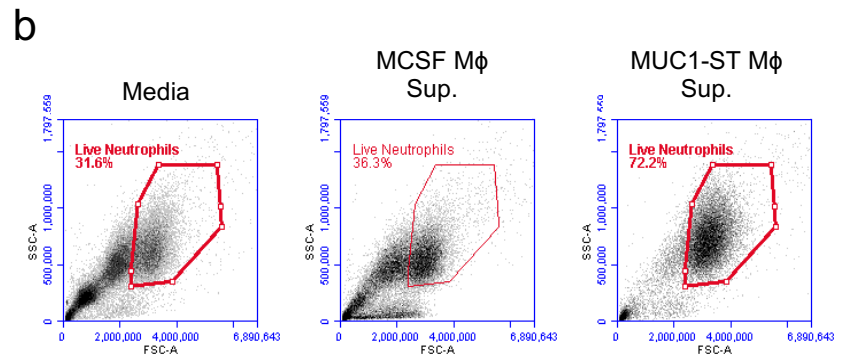 b
Media
MCSF Mϕ
Sup.
MUC1-ST Mϕ
Sup.
1,797,559
1,000,000
500,000
0
SSC-A
Live Neutrophils
31.6%
0
2,000,000
4,000,000
6,890,643
FSC-A
1,797,559
1,000,000
500,000
0
SSC-A
Live Neutrophils
36.3%
0
2,000,000
4,000,000
6,890,643
FSC-A
1,797,559
1,000,000
500,000
0
SSC-A
Live Neutrophils
72.2%
0
2,000,000
4,000,000
6,890,643
FSC-A